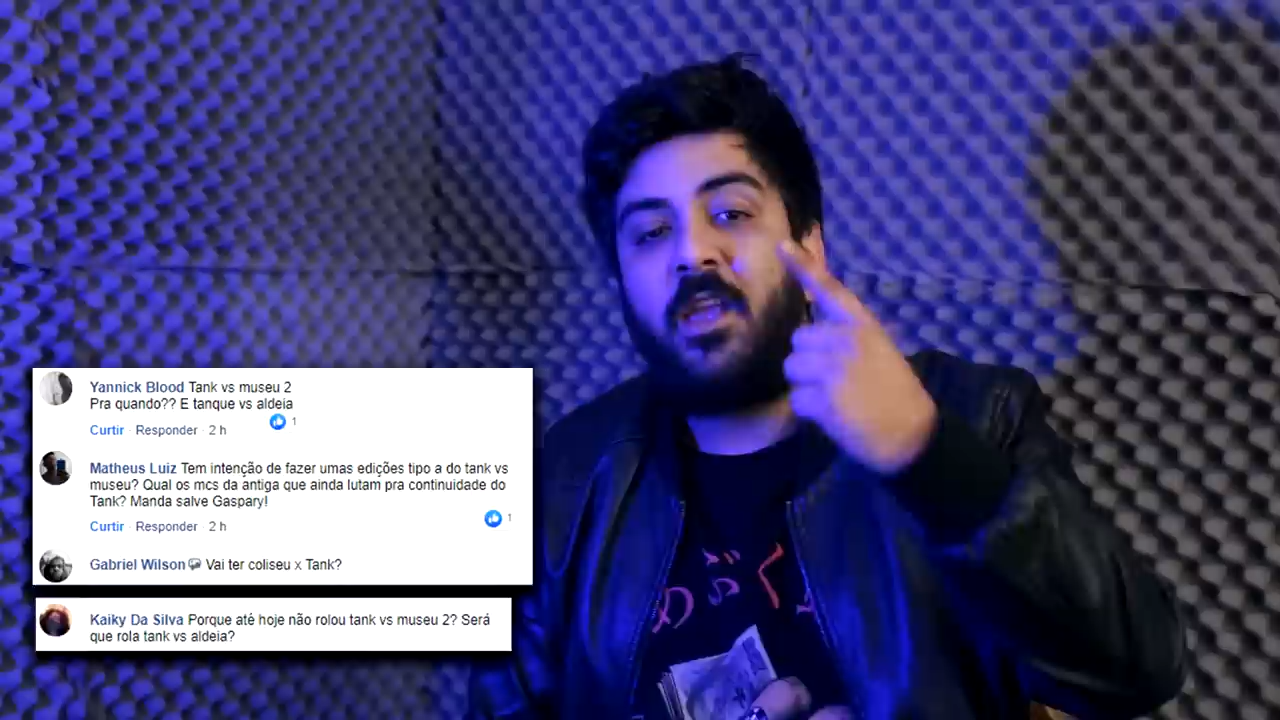 Yannick Blood Tank vs museu 2
Pra quando?? E tanque vs aldeia
Curtir · Responder · 2 h
1
Matheus Luiz Tem intenção de fazer umas edições tipo a do tank vs
museu? Qual os mcs da antiga que ainda lutam pra continuidade do
Tank? Manda salve Gaspary!
Curtir · Responder · 2 h
1
Gabriel Wilson Vai ter coliseu x Tank?
Kaiky Da Silva Porque até hoje não rolou tank vs museu 2? Será
que rola tank vs aldeia?